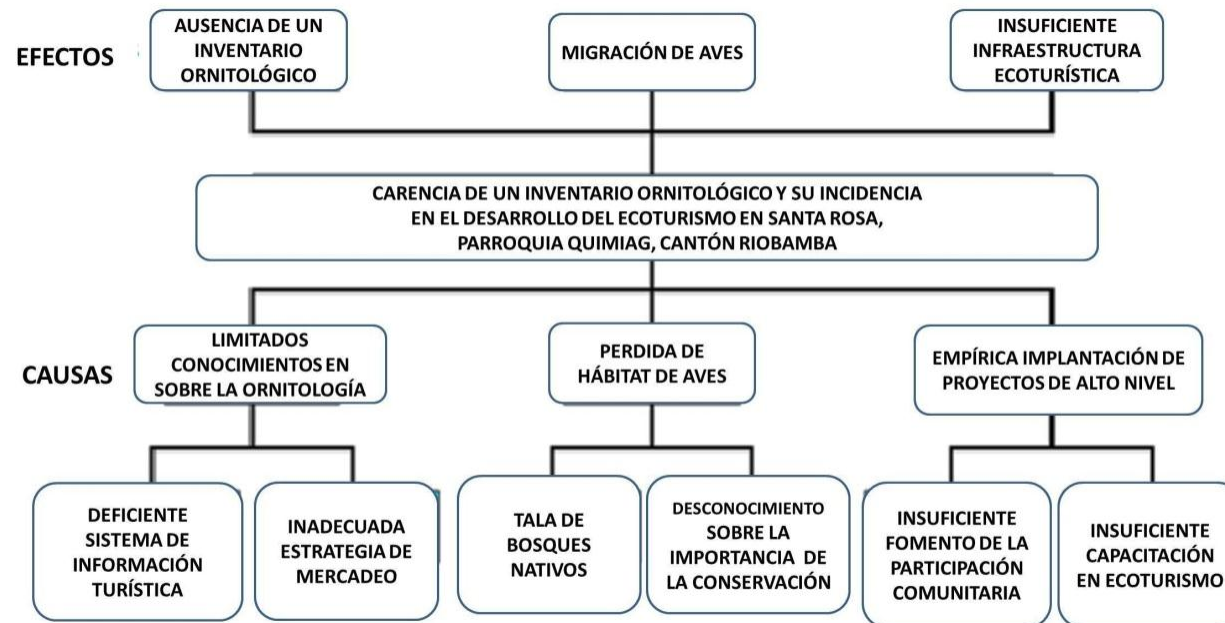 EFECTOS
AUSENCIA DE UN
INVENTARIO
ORNITOLÓGICO
MIGRACIÓN DE AVES
INSUFICIENTE
INFRAESTRUCTURA
ECOTURÍSTICA
CARENCIA DE UN INVENTARIO ORNITOLÓGICO Y SU INCIDENCIA
EN EL DESARROLLO DEL ECOTURISMO EN SANTA ROSA,
PARROQUIA QUIMIAG, CANTÓN RIOBAMBA
CAUSAS
LIMITADOS
CONOCIMIENTOS EN
SOBRE LA ORNITOLOGÍA
PERDIDA DE
HÁBITAT DE AVES
EMPÍRICA IMPLANTACIÓN DE
PROYECTOS DE ALTO NIVEL
DEFICIENTE
SISTEMA DE
INFORMACIÓN
TURÍSTICA
INADECUADA
ESTRATEGIA DE
MERCADEO
TALA DE
BOSQUES
NATIVOS
DESCONOCIMIENTO
SOBRE LA
IMPORTANCIA DE
LA CONSERVACIÓN
INSUFICIENTE
FOMENTO DE LA
PARTICIPACIÓN
COMUNITARIA
INSUFICIENTE
CAPACITACIÓN
EN ECOTURISMO